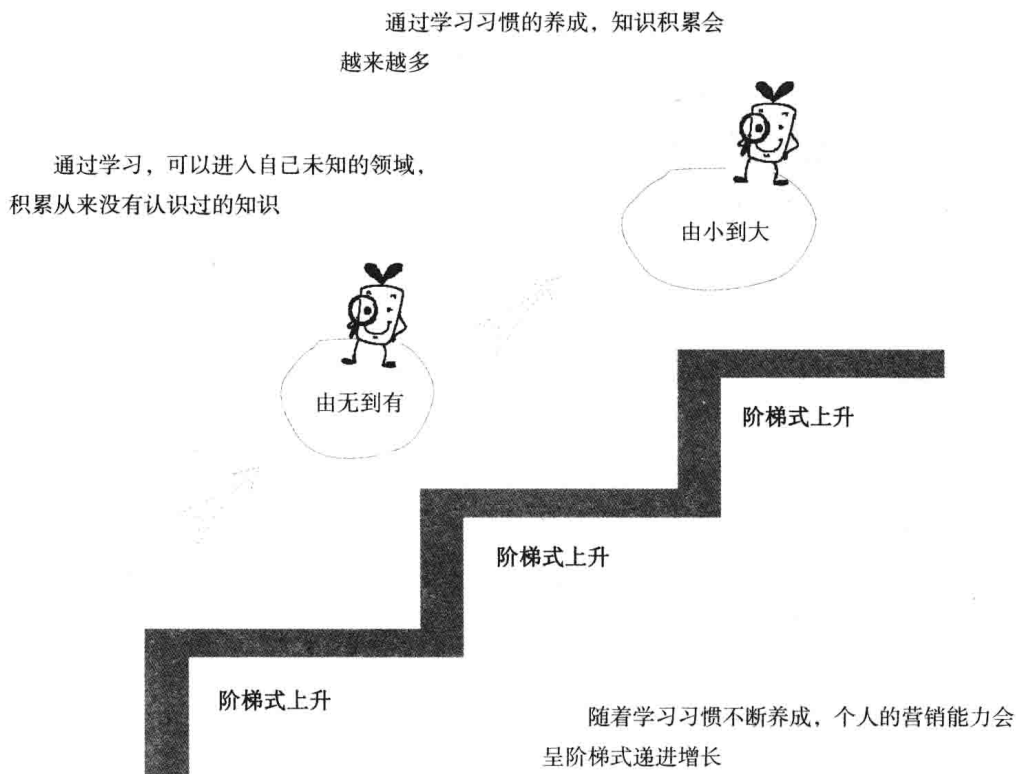 通过学习习惯的养成，知识积累会
越来越多
通过学习，可以进入自己未知的领域，
积累从来没有认识过的知识
由小到大
由无到有
阶梯式上升
阶梯式上升
阶梯式上升
随着学习习惯不断养成，个人的营销能力会
呈阶梯式递进增长